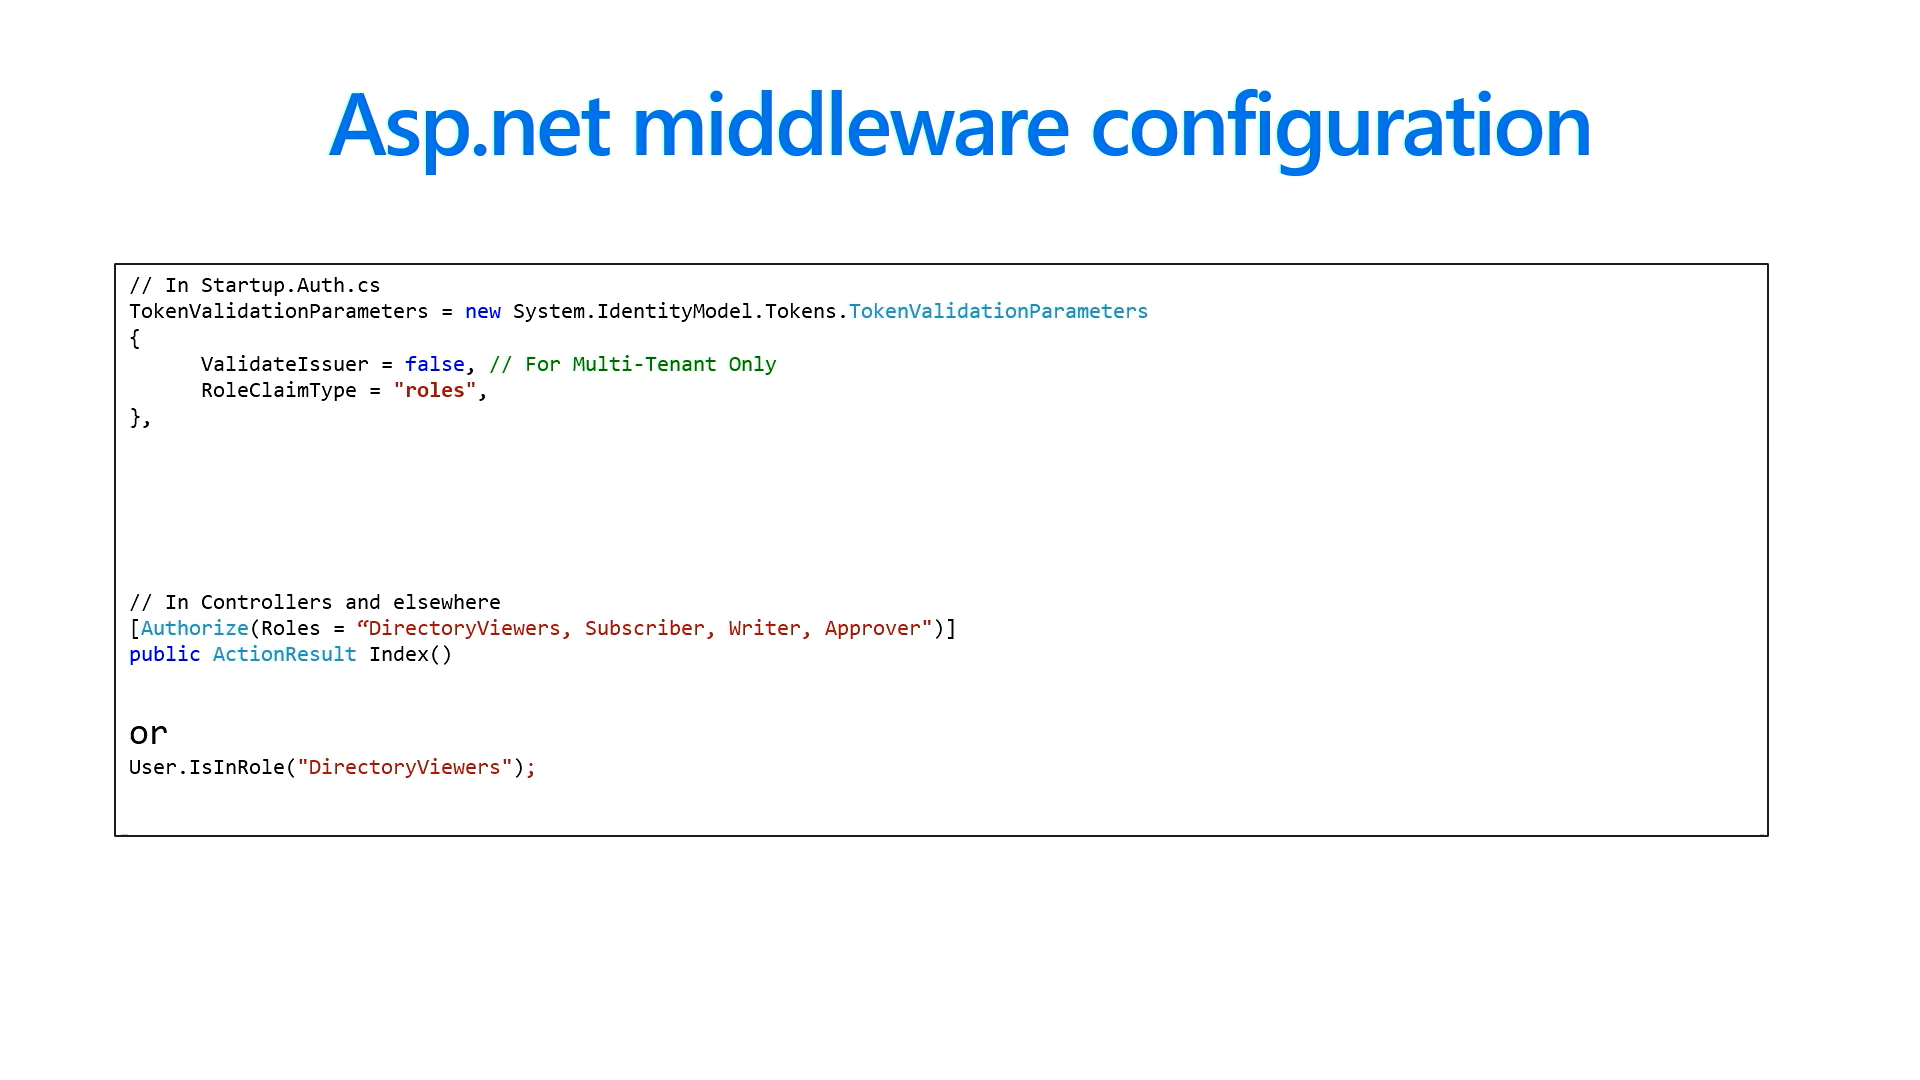 Asp.net middleware configuration
// In Startup.Auth.cs
TokenValidationParameters = new System.IdentityModel.Tokens.TokenValidationParameters
{
ValidateIssuer = false, // For Multi-Tenant Only
RoleClaimType = "roles",
},
// In Controllers and elsewhere
[Authorize(Roles = “DirectoryViewers, Subscriber, Writer, Approver")]
public ActionResult Index()
or
User.IsInRole("DirectoryViewers");